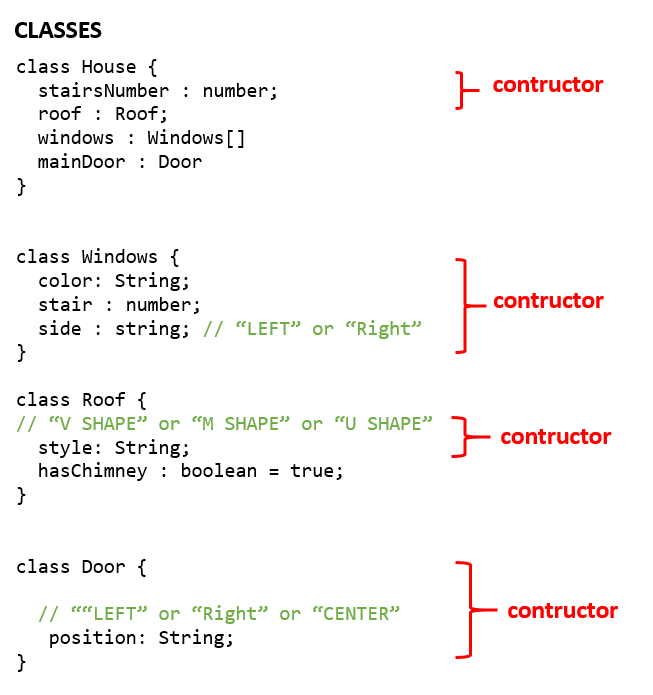 CLASSES
class House {
stairsNumber : number;
contructor
roof : Roof;
windows : Windows[]
mainDoor : Door
}
class Windows {
color: String;
stair : number;
contructor
side : string; // “LEFT” or “Right”
}
class Roof {
// “V SHAPE” or “M SHAPE” or “U SHAPE”
contructor
style: String;
hasChimney : boolean = true;
}
class Door {
// ““LEFT” or “Right” or “CENTER”
contructor
position: String;
}